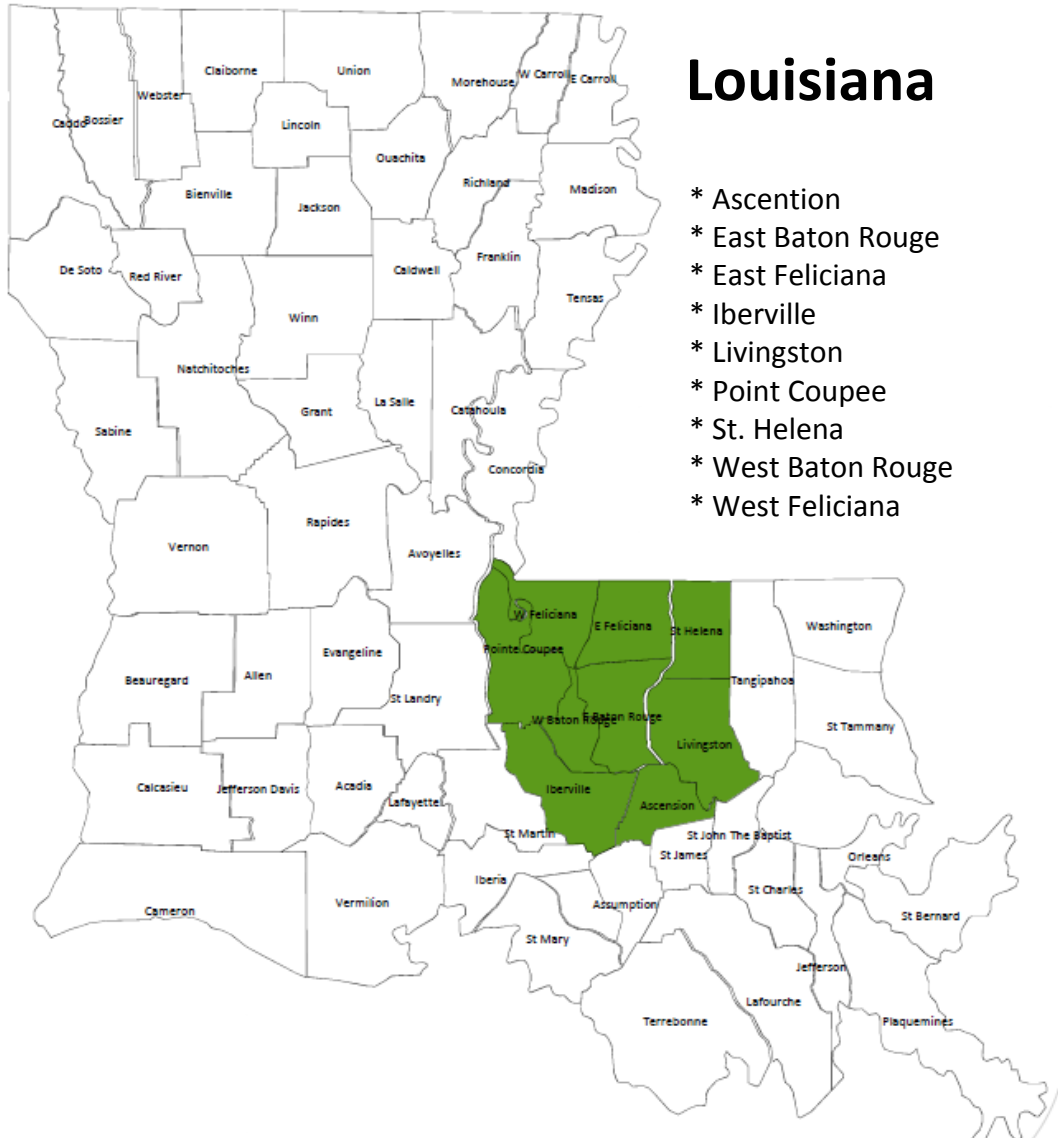 Louisiana
* Ascention
* East Baton Rouge
* East Feliciana
* Iberville
* Livingston
* Point Coupee
* St. Helena
* West Baton Rouge
* West Feliciana
Caddo
Bossier
Webster
Claiborne
Union
Morehouse
W Carroll
E Carroll
Lincoln
Ouachita
Richland
Madison
Bienville
Jackson
De Soto
Red River
Caldwell
Franklin
Tensas
Winn
Natchitoches
Grant
La Salle
Catahoula
Sabine
Concordia
Vernon
Rapides
Avoyelles
W Feliciana
E Feliciana
St Helena
Washington
Pointe Coupee
Beauregard
Allen
Evangeline
St Landry
Tangipahoa
W Baton Rouge
E Baton Rouge
Livingston
St Tammany
Calcasieu
Jefferson Davis
Acadia
Lafayette
Iberville
Ascension
St Martin
St John The Baptist
St James
Orleans
Iberia
St Charles
Cameron
Vermilion
Assumption
St Bernard
St Mary
Jefferson
Lafourche
Terrebonne
Plaquemines